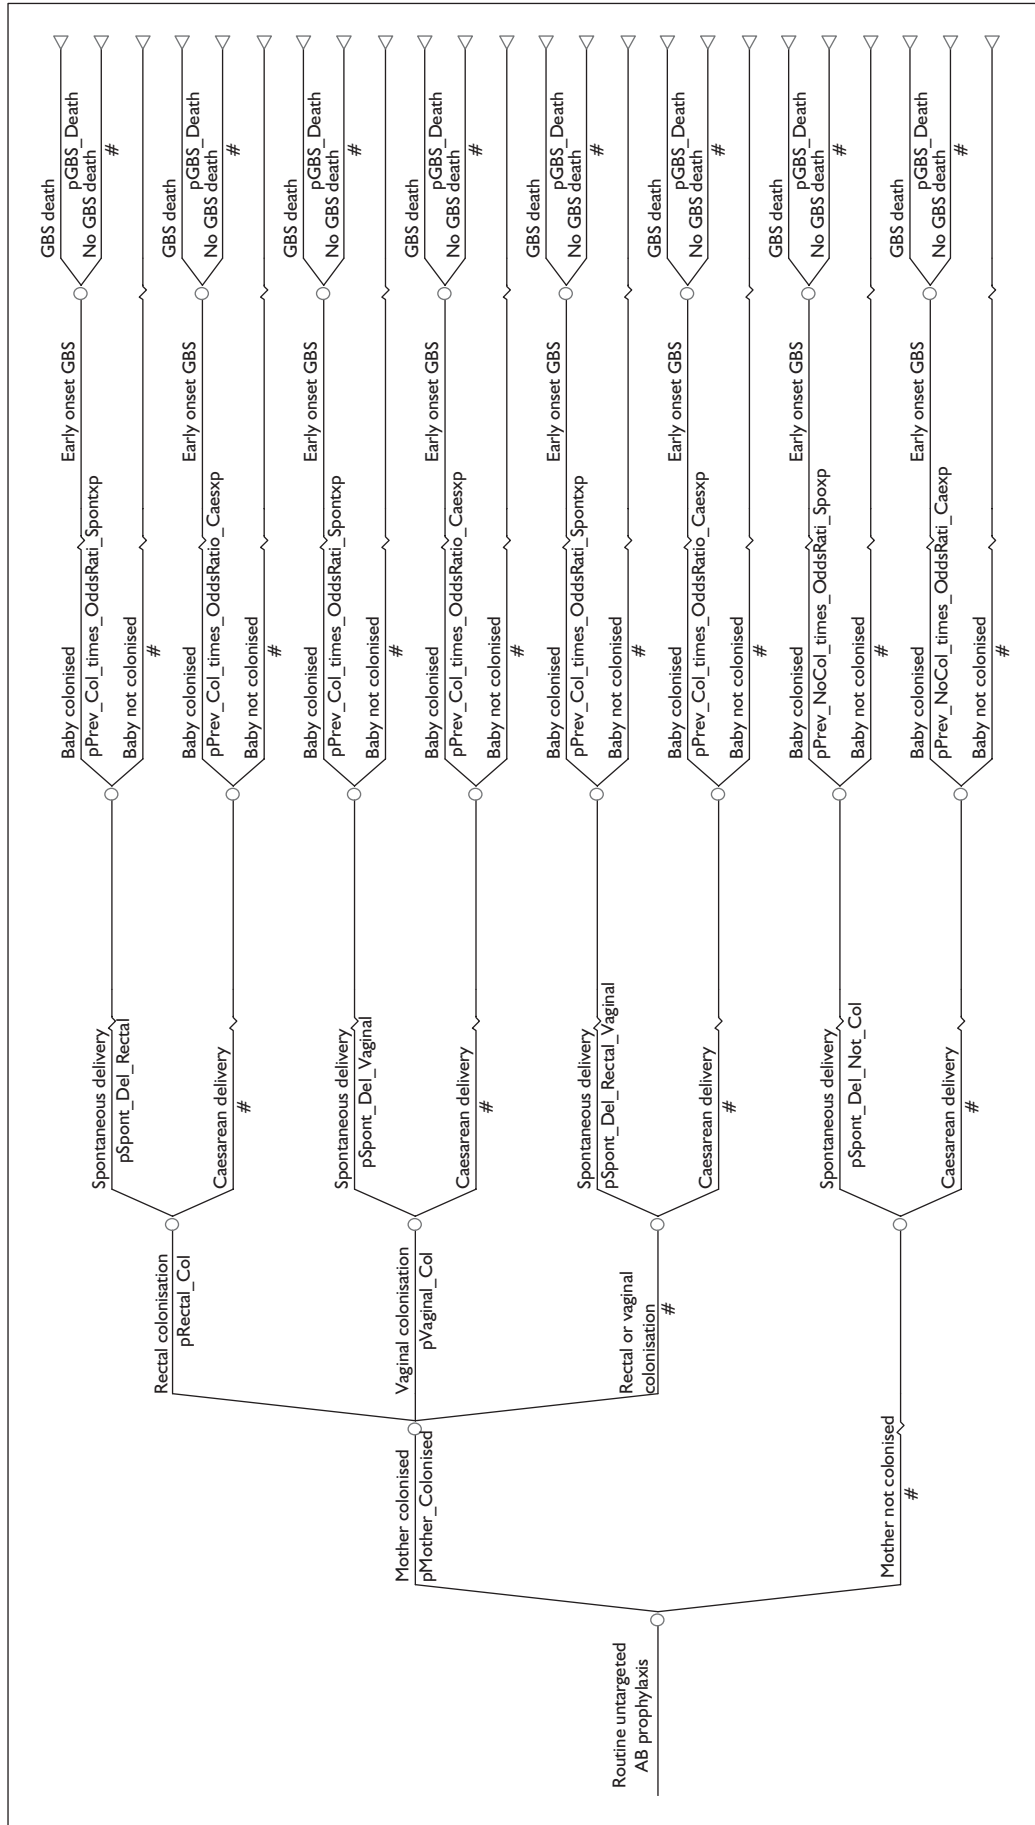 Routine untargeted
AB prophylaxis
Mother colonised
pMother_Colonised
Mother not colonised
#
Rectal colonisation
pRectal_Col
Vaginal colonisation
pVaginal_Col
Rectal or vaginal
colonisation
#
Spontaneous delivery
pSpont_Del_Rectal
Caesarean delivery
#
Spontaneous delivery
pSpont_Del_Vaginal
Caesarean delivery
#
Spontaneous delivery
pSpont_Del_Rectal_Vaginal
Caesarean delivery
#
Spontaneous delivery
pSpont_Del_Not_Col
Caesarean delivery
#
Baby colonised
pPrev_Col_times_OddsRati_Spontxp
Baby not colonised
#
Baby colonised
pPrev_Col_times_OddsRatio_Caesxp
Baby not colonised
#
Baby colonised
pPrev_Col_times_OddsRati_Spontxp
Baby not colonised
#
Baby colonised
pPrev_Col_times_OddsRati_Caesxp
Baby not colonised
#
Baby colonised
pPrev_Col_times_OddsRati_Spontxp
Baby not colonised
#
Baby colonised
pPrev_Col_times_OddsRatio_Caesxp
Baby not colonised
#
Baby colonised
pPrev_NoCol_times_OddsRati_Spoxp
Baby not colonised
#
Baby colonised
pPrev_NoCol_times_OddsRati_Caexp
Baby not colonised
#
Early onset GBS
Early onset GBS
Early onset GBS
Early onset GBS
Early onset GBS
Early onset GBS
Early onset GBS
Early onset GBS
GBS death
pGBS_Death
No GBS death
#
GBS death
pGBS_Death
No GBS death
#
GBS death
pGBS_Death
No GBS death
#
GBS death
pGBS_Death
No GBS death
#
GBS death
pGBS_Death
No GBS death
#
GBS death
pGBS_Death
No GBS death
#
GBS death
pGBS_Death
No GBS death
#
GBS death
pGBS_Death
No GBS death
#